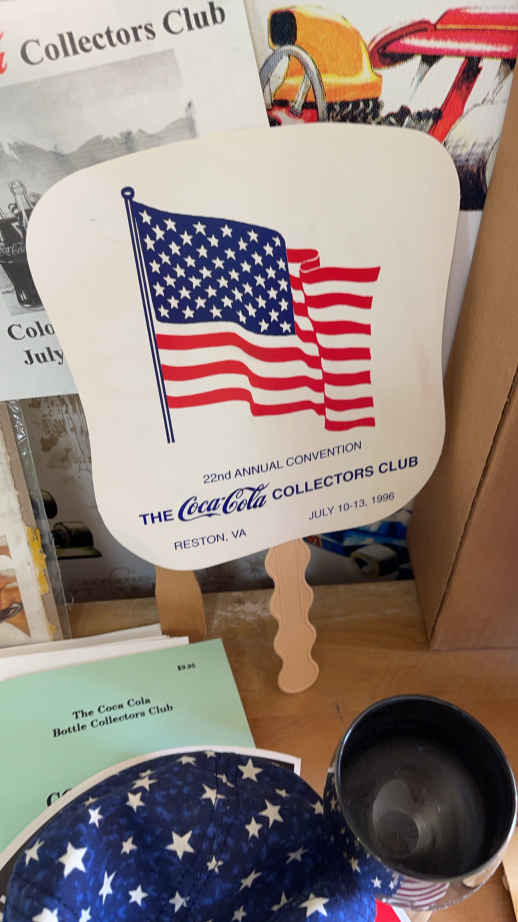 Collectors Club
Colo
July
22nd ANNUAL CONVENTION
THE Coca-Cola COLLECTORS CLUB
RESTON, VA
JULY 10-13, 1996
$9.95
The Coca Cola
Bottle Collectors Club